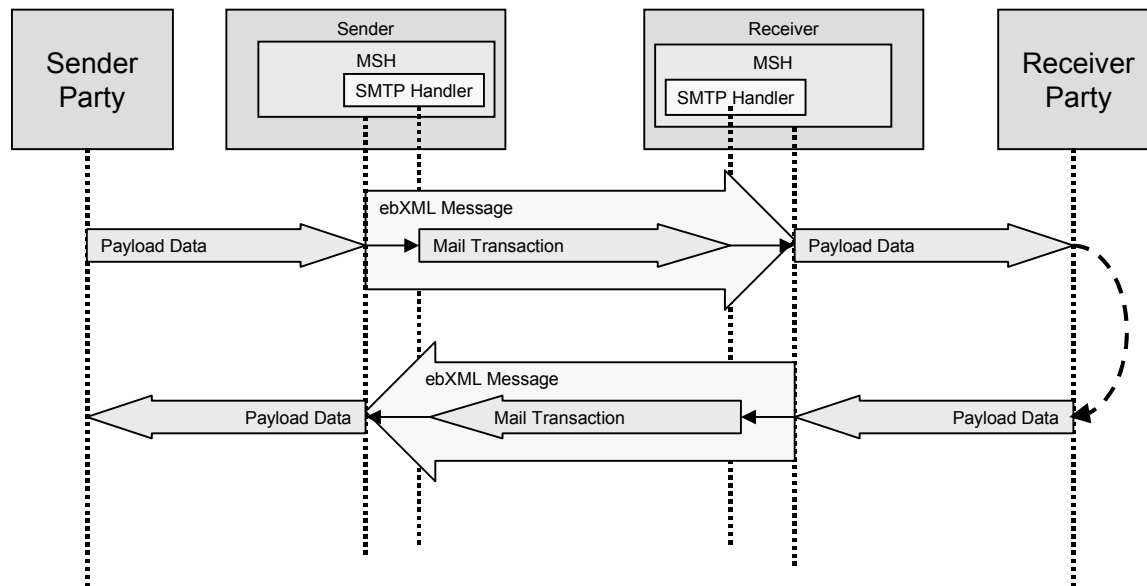 Sender
Party
Sender
MSH
SMTP Handler
Receiver
MSH
SMTP Handler
Receiver
Party
ebXML Message
Payload Data
Mail Transaction
Payload Data
ebXML Message
Payload Data
Mail Transaction
Payload Data